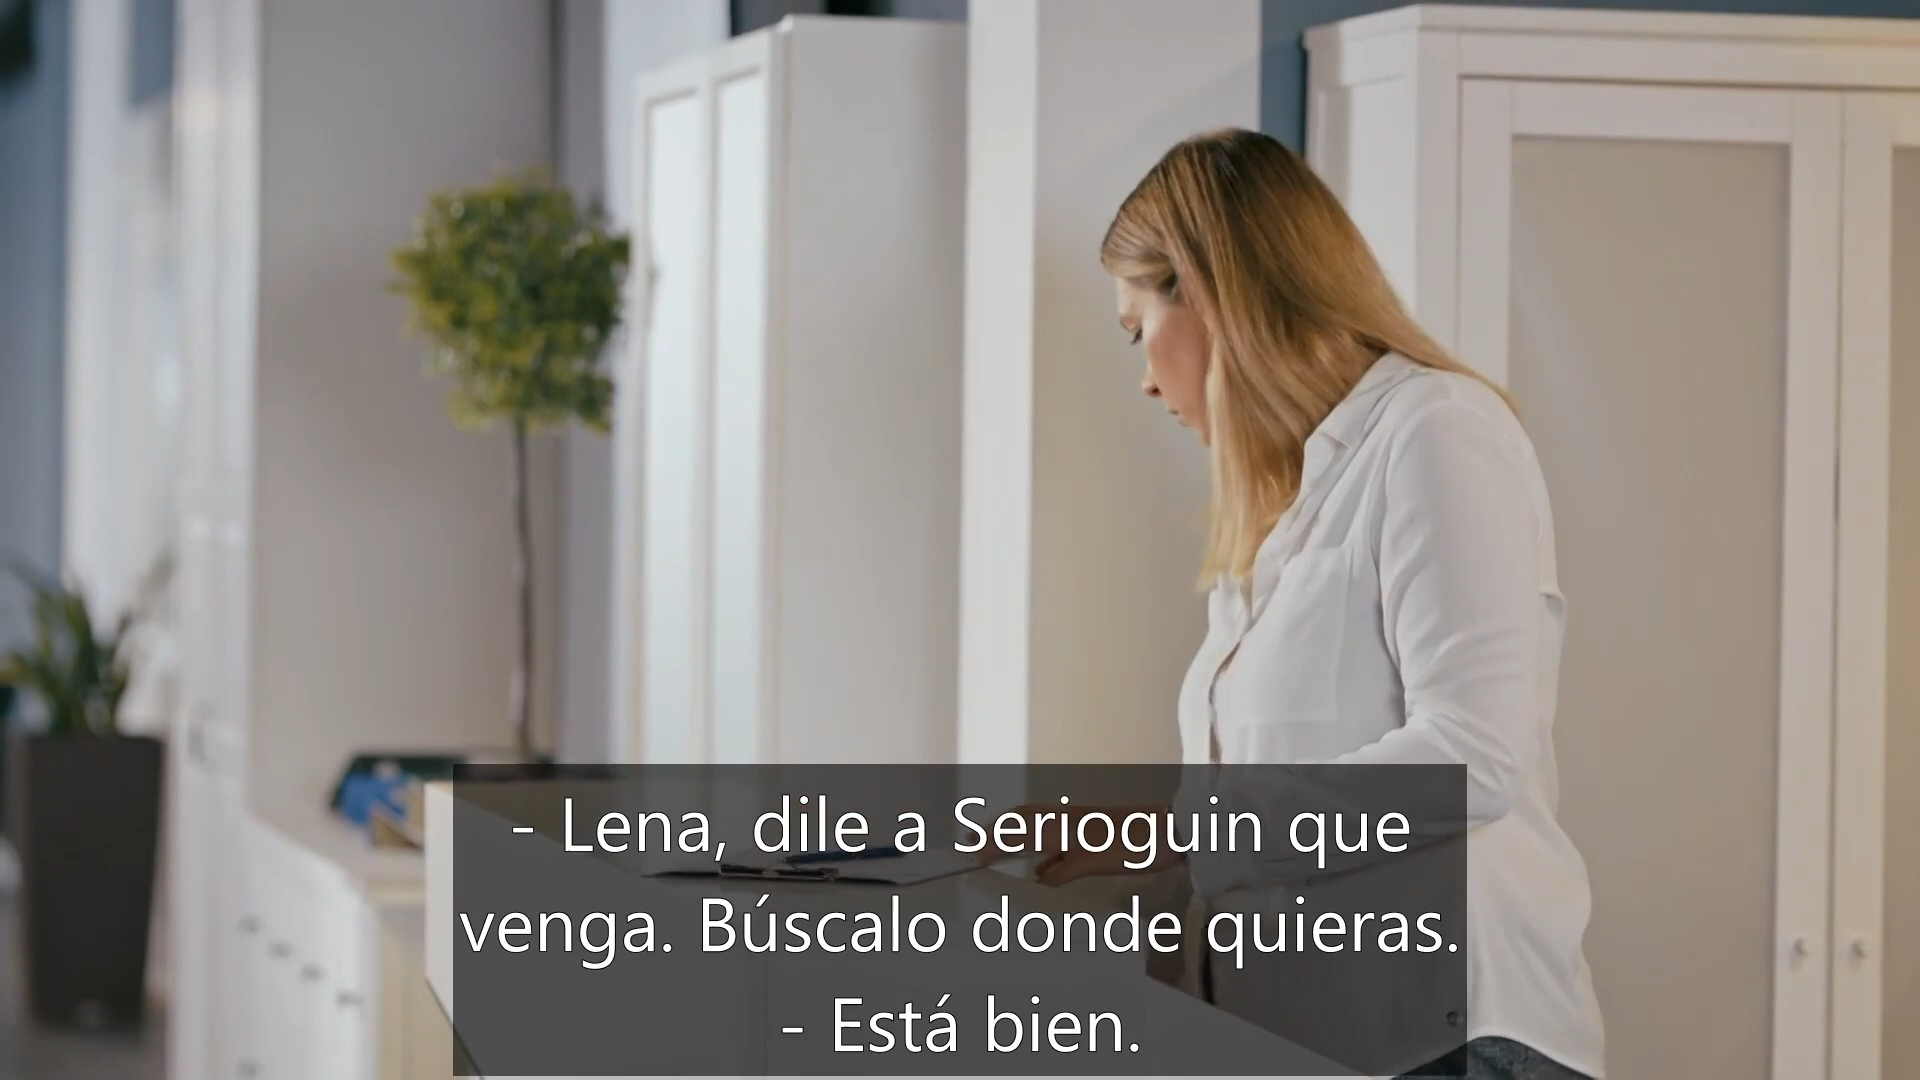 - Lena, dile a Serioguin que
venga. Búscalo donde quieras.
- Está bien.